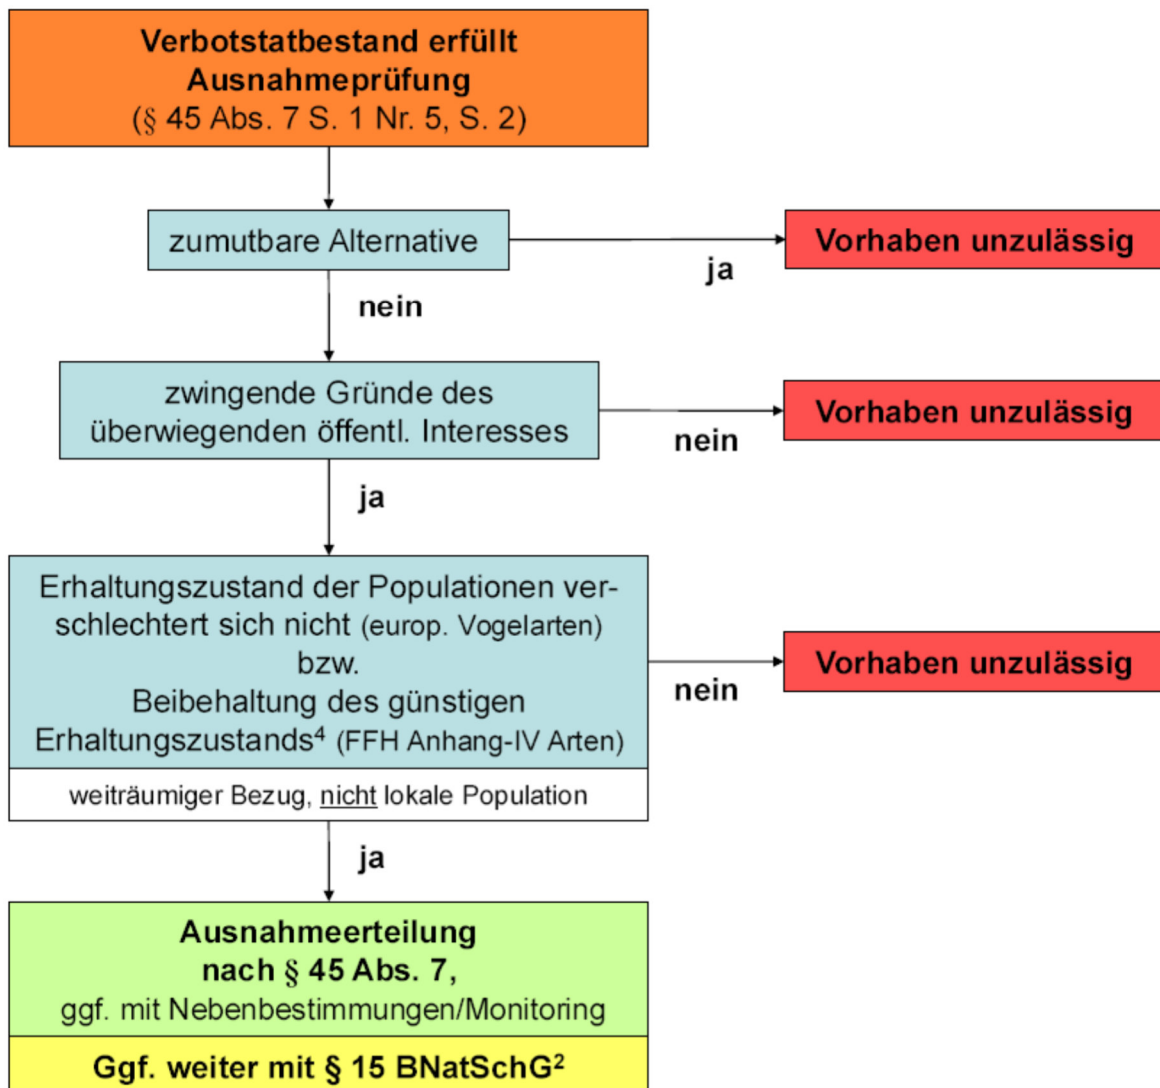 Verbotstatbestand erfüllt
Ausnahmeprüfung
(§ 45 Abs. 7 S. 1 Nr. 5, S. 2)
zumutbare Alternative
ja
Vorhaben unzulässig
nein
zwingende Gründe des
überwiegenden öffentl. Interesses
nein
Vorhaben unzulässig
ja
Erhaltungszustand der Populationen ver-
schlechtert sich nicht (europ. Vogelarten)
bzw.
Beibehaltung des günstigen
Erhaltungszustands⁴ (FFH Anhang-IV Arten)
weiträumiger Bezug, nicht lokale Population
nein
Vorhaben unzulässig
ja
Ausnahmeerteilung
nach § 45 Abs. 7,
ggf. mit Nebenbestimmungen/Monitoring
Ggf. weiter mit § 15 BNatSchG²